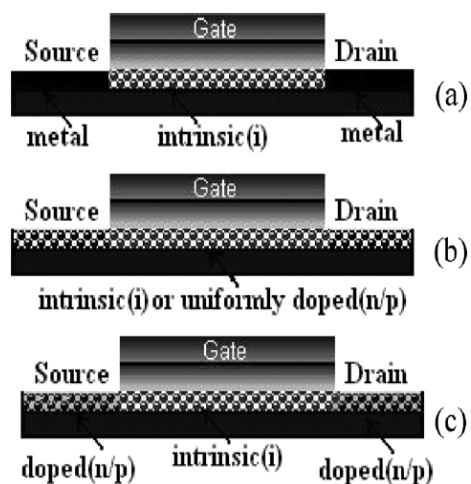 Gate
Source Drain
(a)
metal intrinsic(i) metal
Gate
Source Drain
(b)
intrinsic(i) or uniformly doped(n/p)
Gate
Source Drain
(c)
doped(n/p) intrinsic(i) doped(n/p)